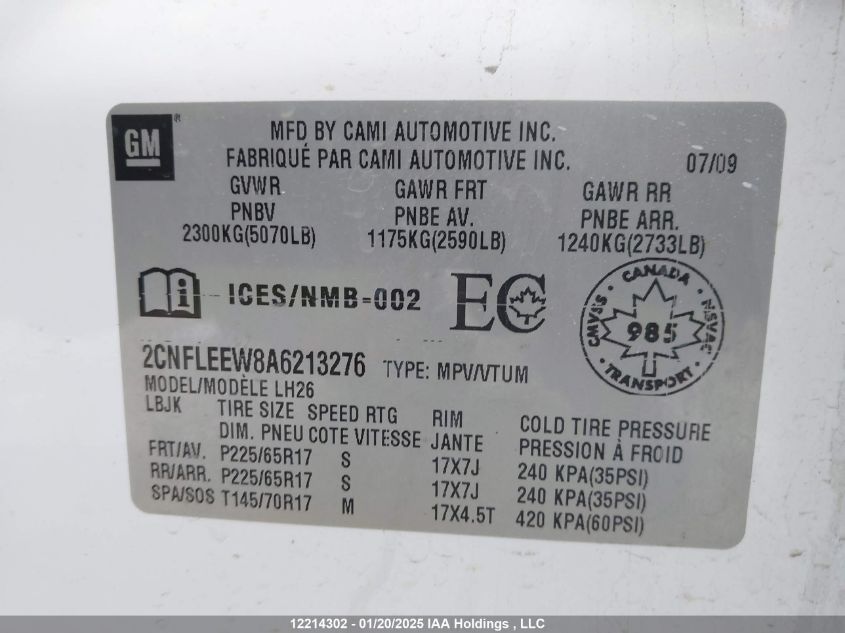 GM
MFD BY CAMI AUTOMOTIVE INC.
FABRIQUÉ PAR CAMI AUTOMOTIVE INC.
07/09
GVWR GAWR FRT GAWR RR
PNBV PNBE AV. PNBE ARR.
2300KG(5070LB) 1175KG(2590LB) 1240KG(2733LB)
i ICES/NMB-002 EC
CANADA
CMVSS 985 NSVAC
TRANSPORT
2CNFLEEW8A6213276 TYPE: MPV/VTUM
MODEL/MODÈLE LH26
LBJK TIRE SIZE SPEED RTG RIM COLD TIRE PRESSURE
DIM. PNEU COTE VITESSE JANTE PRESSION À FROID
FRT/AV. P225/65R17 S 17X7J 240 KPA(35PSI)
RR/ARR. P225/65R17 S 17X7J 240 KPA(35PSI)
SPA/SOS T145/70R17 M 17X4.5T 420 KPA(60PSI)
12214302 - 01/20/2025 IAA Holdings , LLC